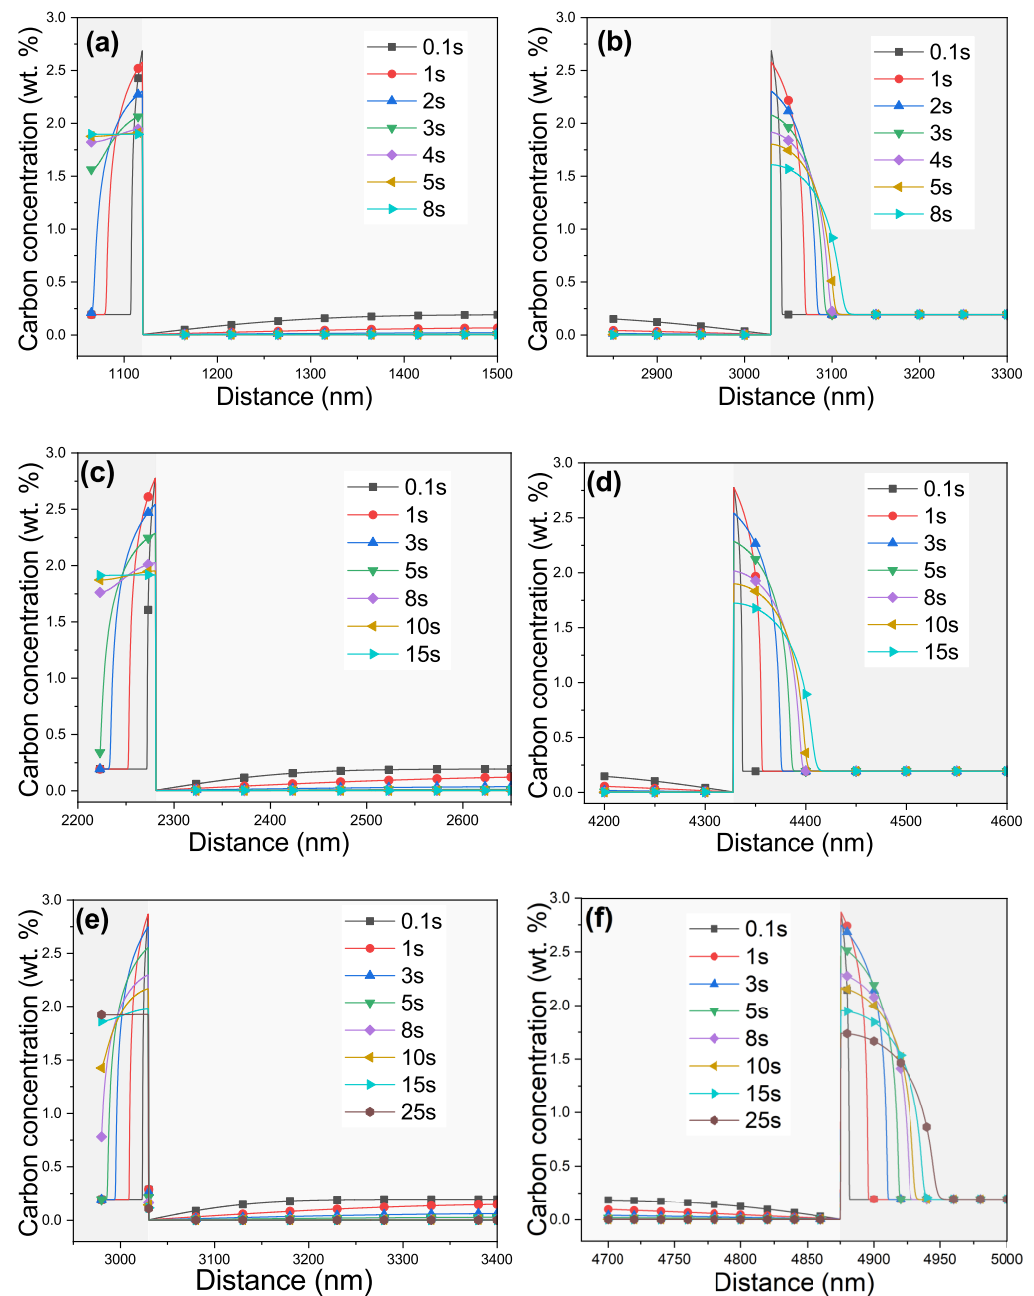 (a)
Carbon concentration (wt. %)
3.0
2.5
2.0
1.5
1.0
0.5
0.0
0.1s
1s
2s
3s
4s
5s
8s
1100 1200 1300 1400 1500
Distance (nm)
(b)
Carbon concentration (wt. %)
3.0
2.5
2.0
1.5
1.0
0.5
0.0
0.1s
1s
2s
3s
4s
5s
8s
2900 3000 3100 3200 3300
Distance (nm)
(c)
Carbon concentration (wt. %)
3.0
2.5
2.0
1.5
1.0
0.5
0.0
0.1s
1s
3s
5s
8s
10s
15s
2200 2300 2400 2500 2600
Distance (nm)
(d)
Carbon concentration (wt. %)
3.0
2.5
2.0
1.5
1.0
0.5
0.0
0.1s
1s
3s
5s
8s
10s
15s
4200 4300 4400 4500 4600
Distance (nm)
(e)
Carbon concentration (wt. %)
3.0
2.5
2.0
1.5
1.0
0.5
0.0
0.1s
1s
3s
5s
8s
10s
15s
25s
3000 3100 3200 3300 3400
Distance (nm)
(f)
Carbon concentration (wt. %)
3.0
2.5
2.0
1.5
1.0
0.5
0.0
0.1s
1s
3s
5s
8s
10s
15s
25s
4700 4750 4800 4850 4900 4950 5000
Distance (nm)